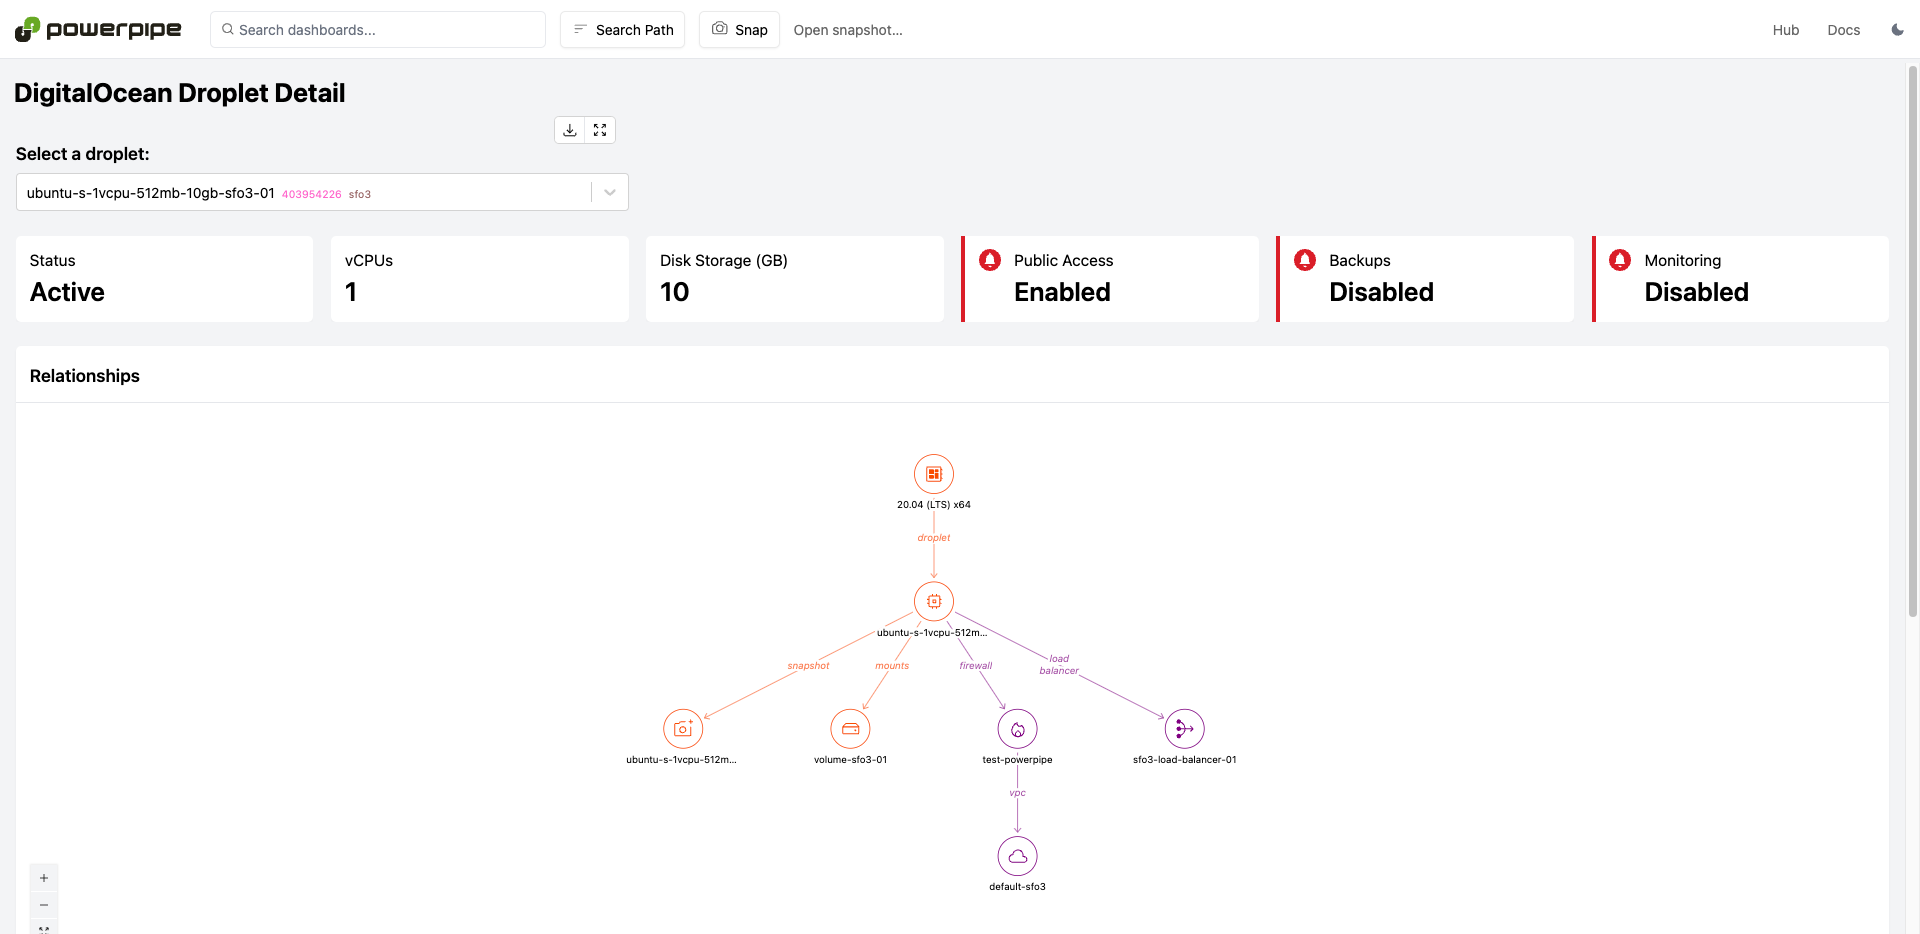 powerpipe
Search dashboards...
Search Path
Snap
Open snapshot...
Hub
Docs
DigitalOcean Droplet Detail
Select a droplet:
ubuntu-s-1vcpu-512mb-10gb-sfo3-01 403954226 sfo3
Status
Active
vCPUs
1
Disk Storage (GB)
10
Public Access
Enabled
Backups
Disabled
Monitoring
Disabled
Relationships
20.04 (LTS) x64
droplet
ubuntu-s-1vcpu-512m...
snapshot
mounts
firewall
load
balancer
ubuntu-s-1vcpu-512m...
volume-sfo3-01
test-powerpipe
sfo3-load-balancer-01
vpc
default-sfo3